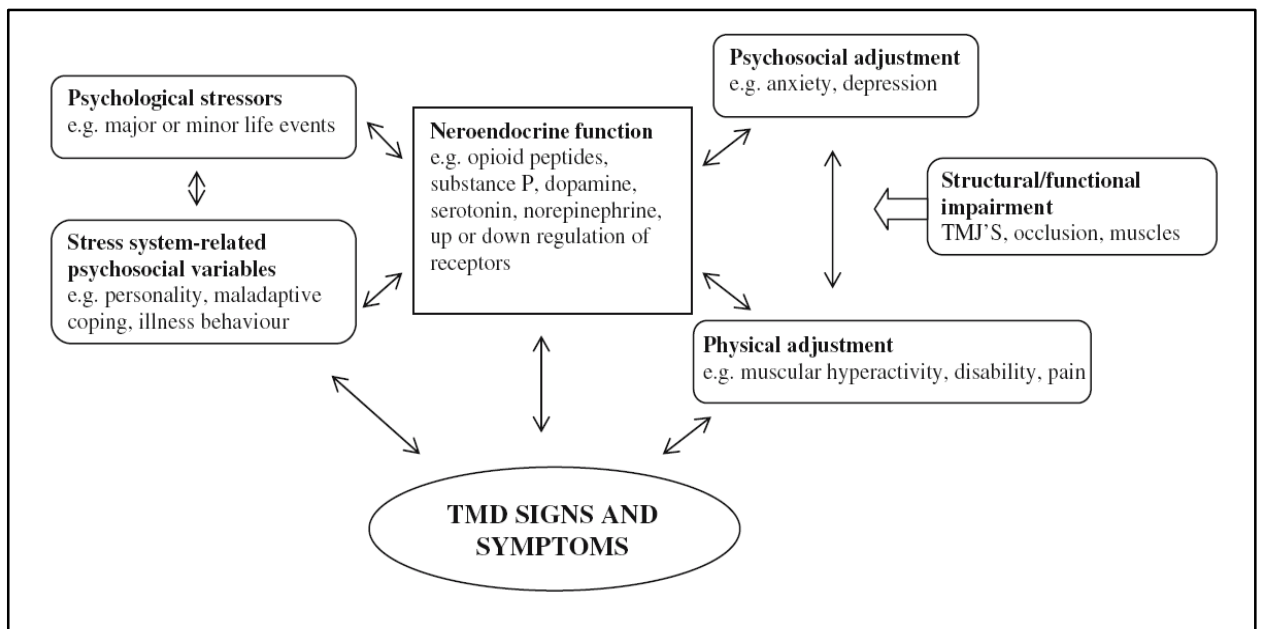 Psychological stressors
e.g. major or minor life events
Stress system-related
psychosocial variables
e.g. personality, maladaptive
coping, illness behaviour
Neroendocrine function
e.g. opioid peptides,
substance P, dopamine,
serotonin, norepinephrine,
up or down regulation of
receptors
Psychosocial adjustment
e.g. anxiety, depression
Structural/functional
impairment
TMJ’S, occlusion, muscles
Physical adjustment
e.g. muscular hyperactivity, disability, pain
TMD SIGNS AND
SYMPTOMS